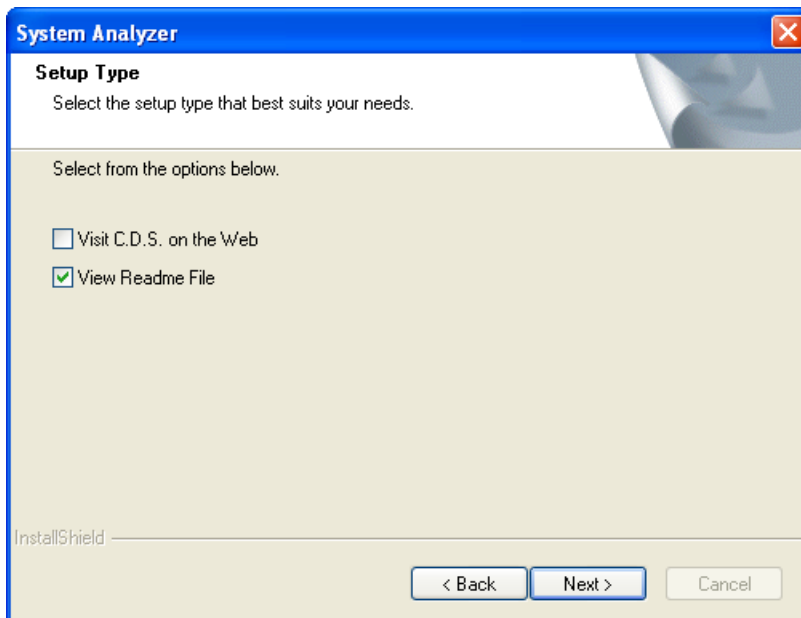 System Analyzer
Setup Type
Select the setup type that best suits your needs.
Select from the options below.
Visit C.D.S. on the Web
View Readme File
InstallShield
< Back Next > Cancel